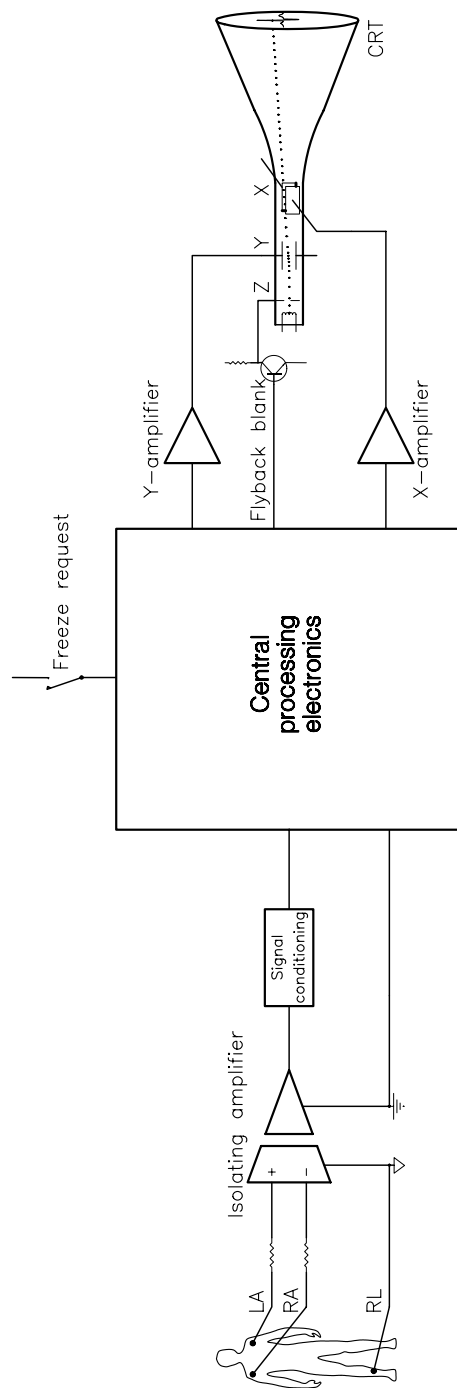 LA
RA
RL
Isolating amplifier
+
−
Signal
conditioning
Freeze request
Central
processing
electronics
Y−amplifier
Flyback blank
X−amplifier
Z
Y
X
CRT